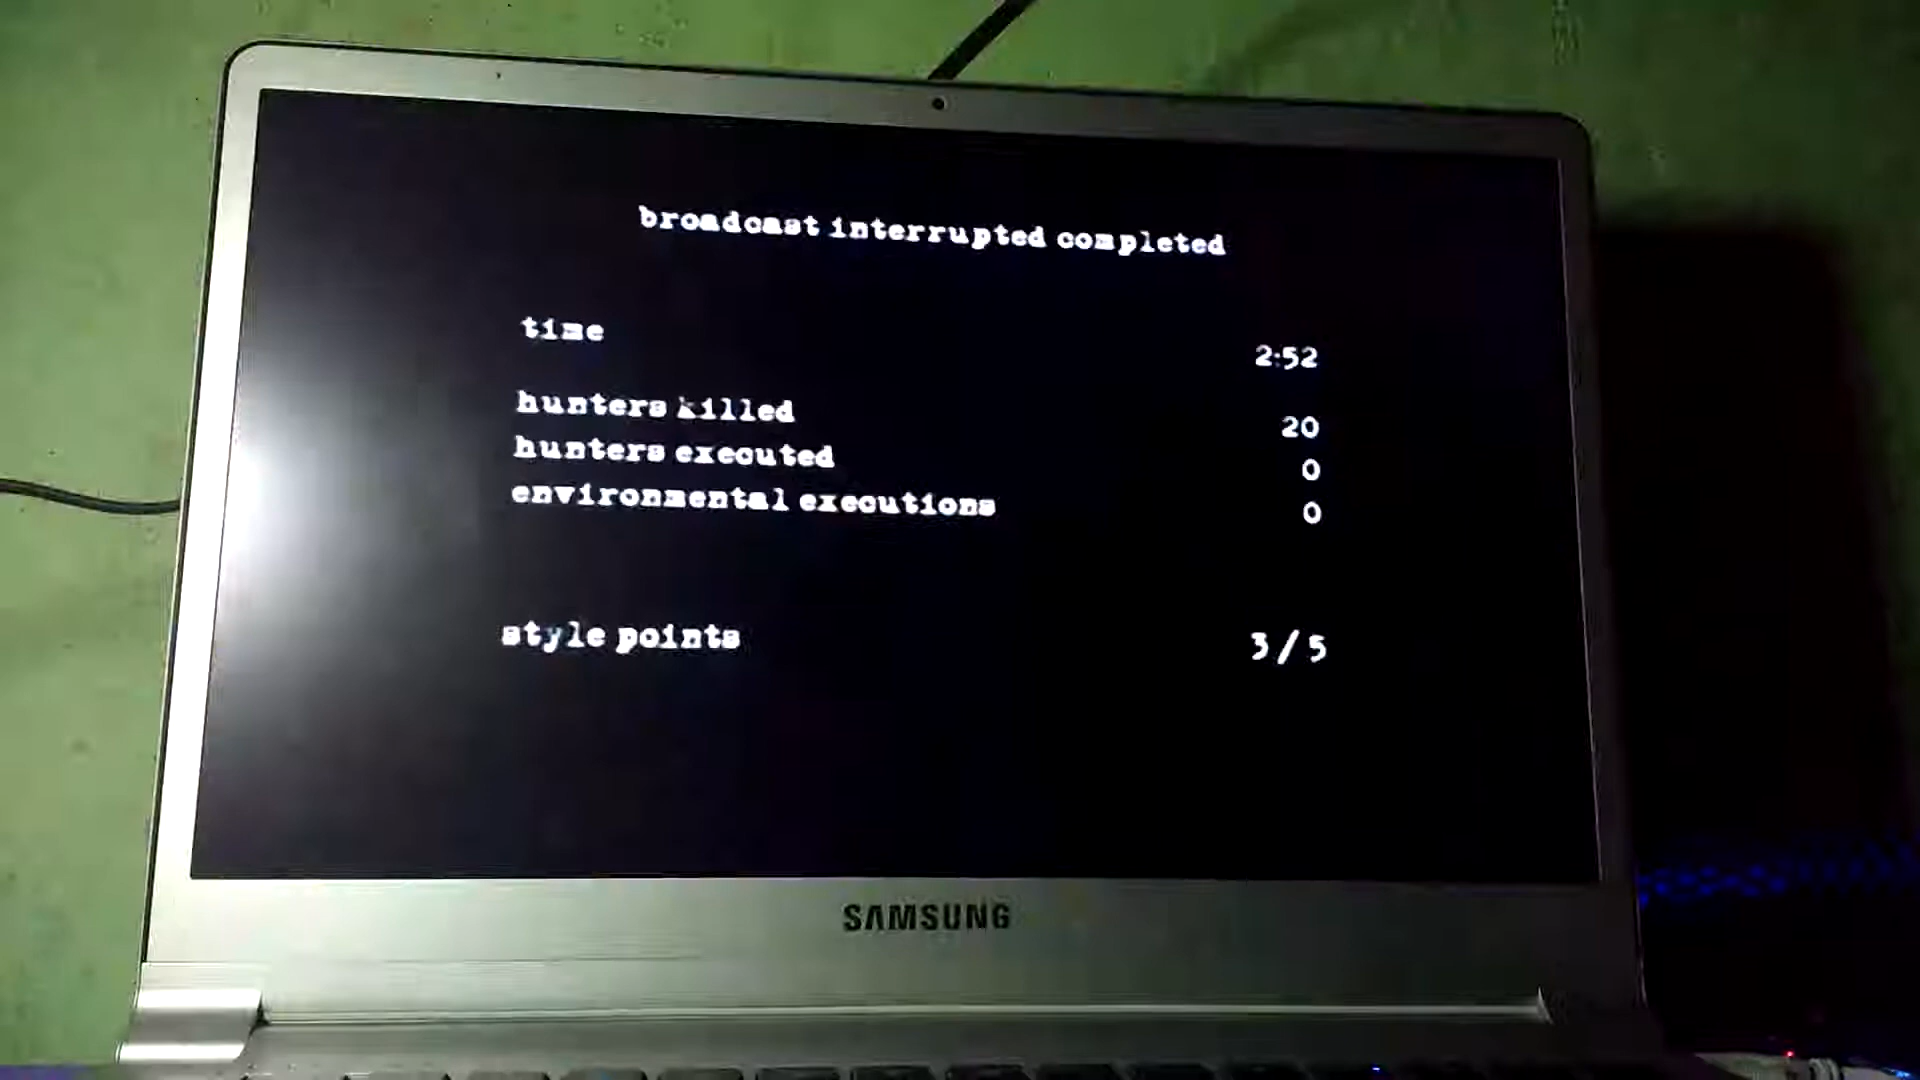 broadcast interrupted completed
time 2:52
hunters killed 20
hunters executed 0
environmental executions 0
style points 3/5
SAMSUNG